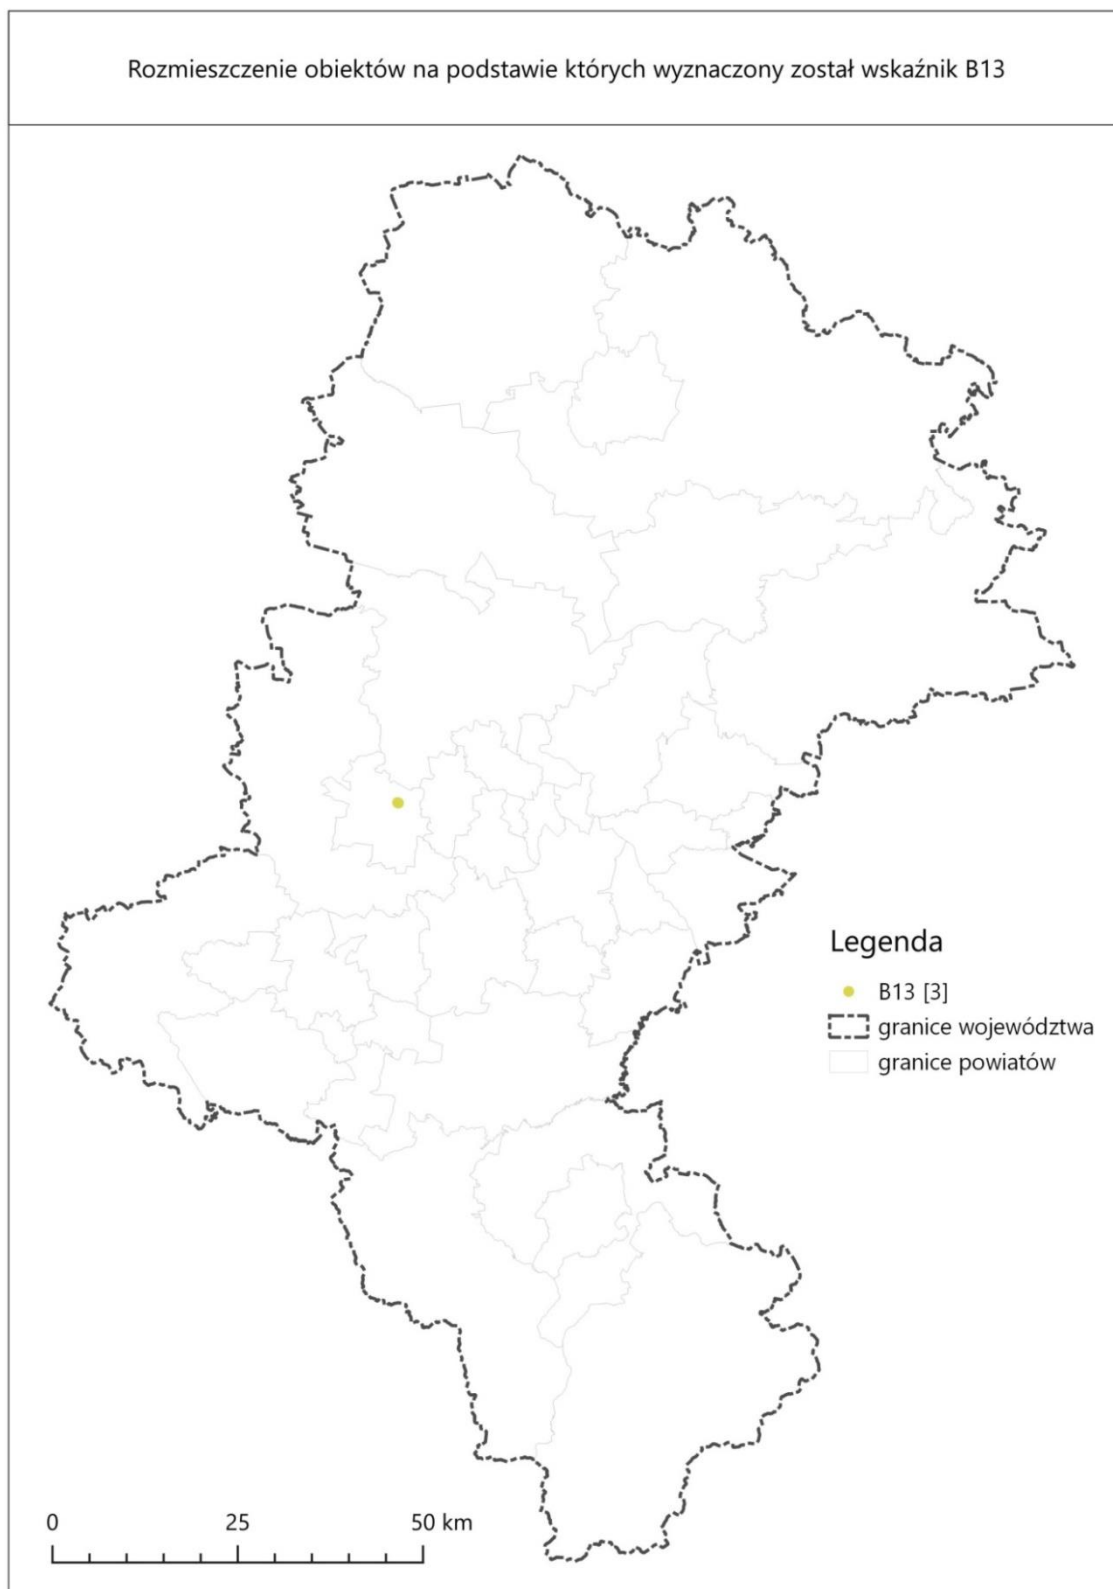 Rozmieszczenie obiektów na podstawie których wyznaczony został wskaźnik B13
Legenda
B13 [3]
granice województwa
granice powiatów
0 25 50 km